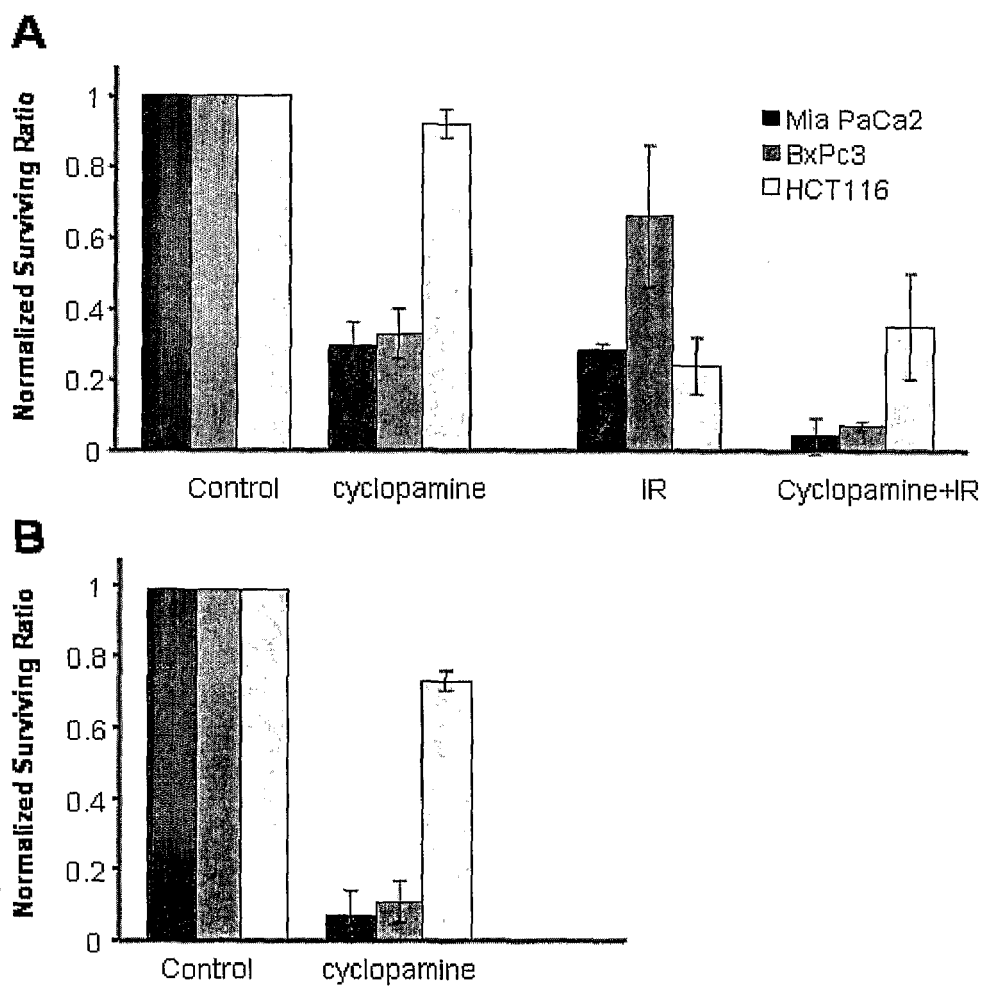 A
Normalized Surviving Ratio
1
0.8
0.6
0.4
0.2
0
Mia PaCa2
BxPc3
HCT116
Control
cyclopamine
IR
Cyclopamine+IR
B
Normalized Surviving Ratio
1
0.8
0.6
0.4
0.2
0
Control
cyclopamine